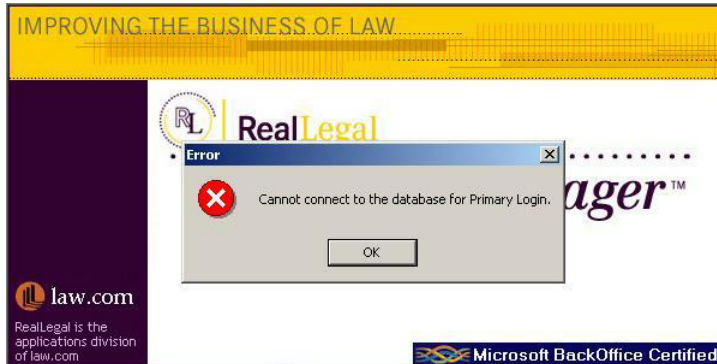 IMPROVING THE BUSINESS OF LAW
RL
RealLegal
Error
Cannot connect to the database for Primary Login.
ager™
OK
law.com
RealLegal is the
applications division
of law.com
Microsoft BackOffice Certified